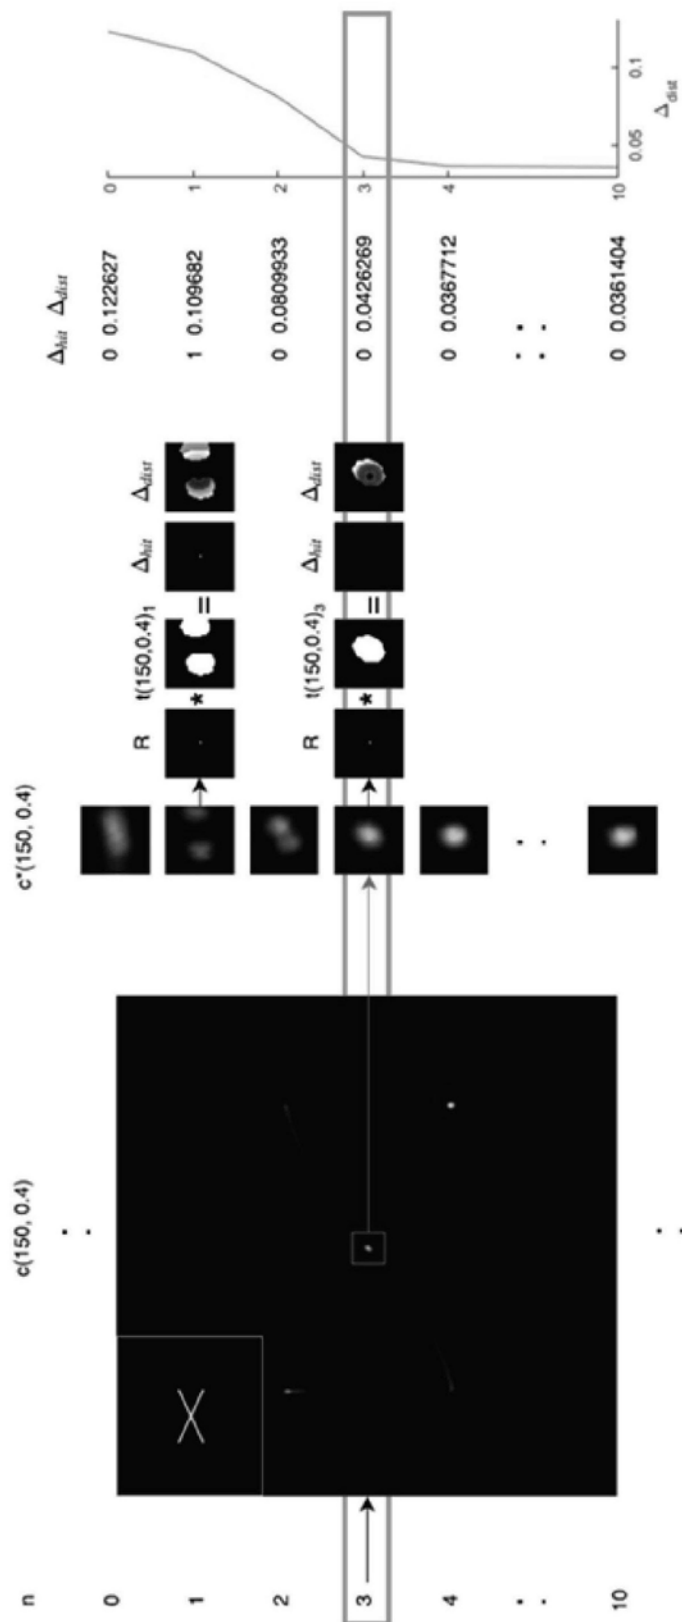 n c(150, 0.4) c*(150, 0.4) Δhit Δdist
0 0 0.122627 0
R t(150,0.4)₁ Δhit Δdist
1 * = 1 0.109682 1
2 0 0.0809933 2
R t(150,0.4)₃ Δhit Δdist
3 * = 0 0.0426269 3
4 0 0.0367712 4
10 0 0.0361404 10
0.05 0.1
Δdist